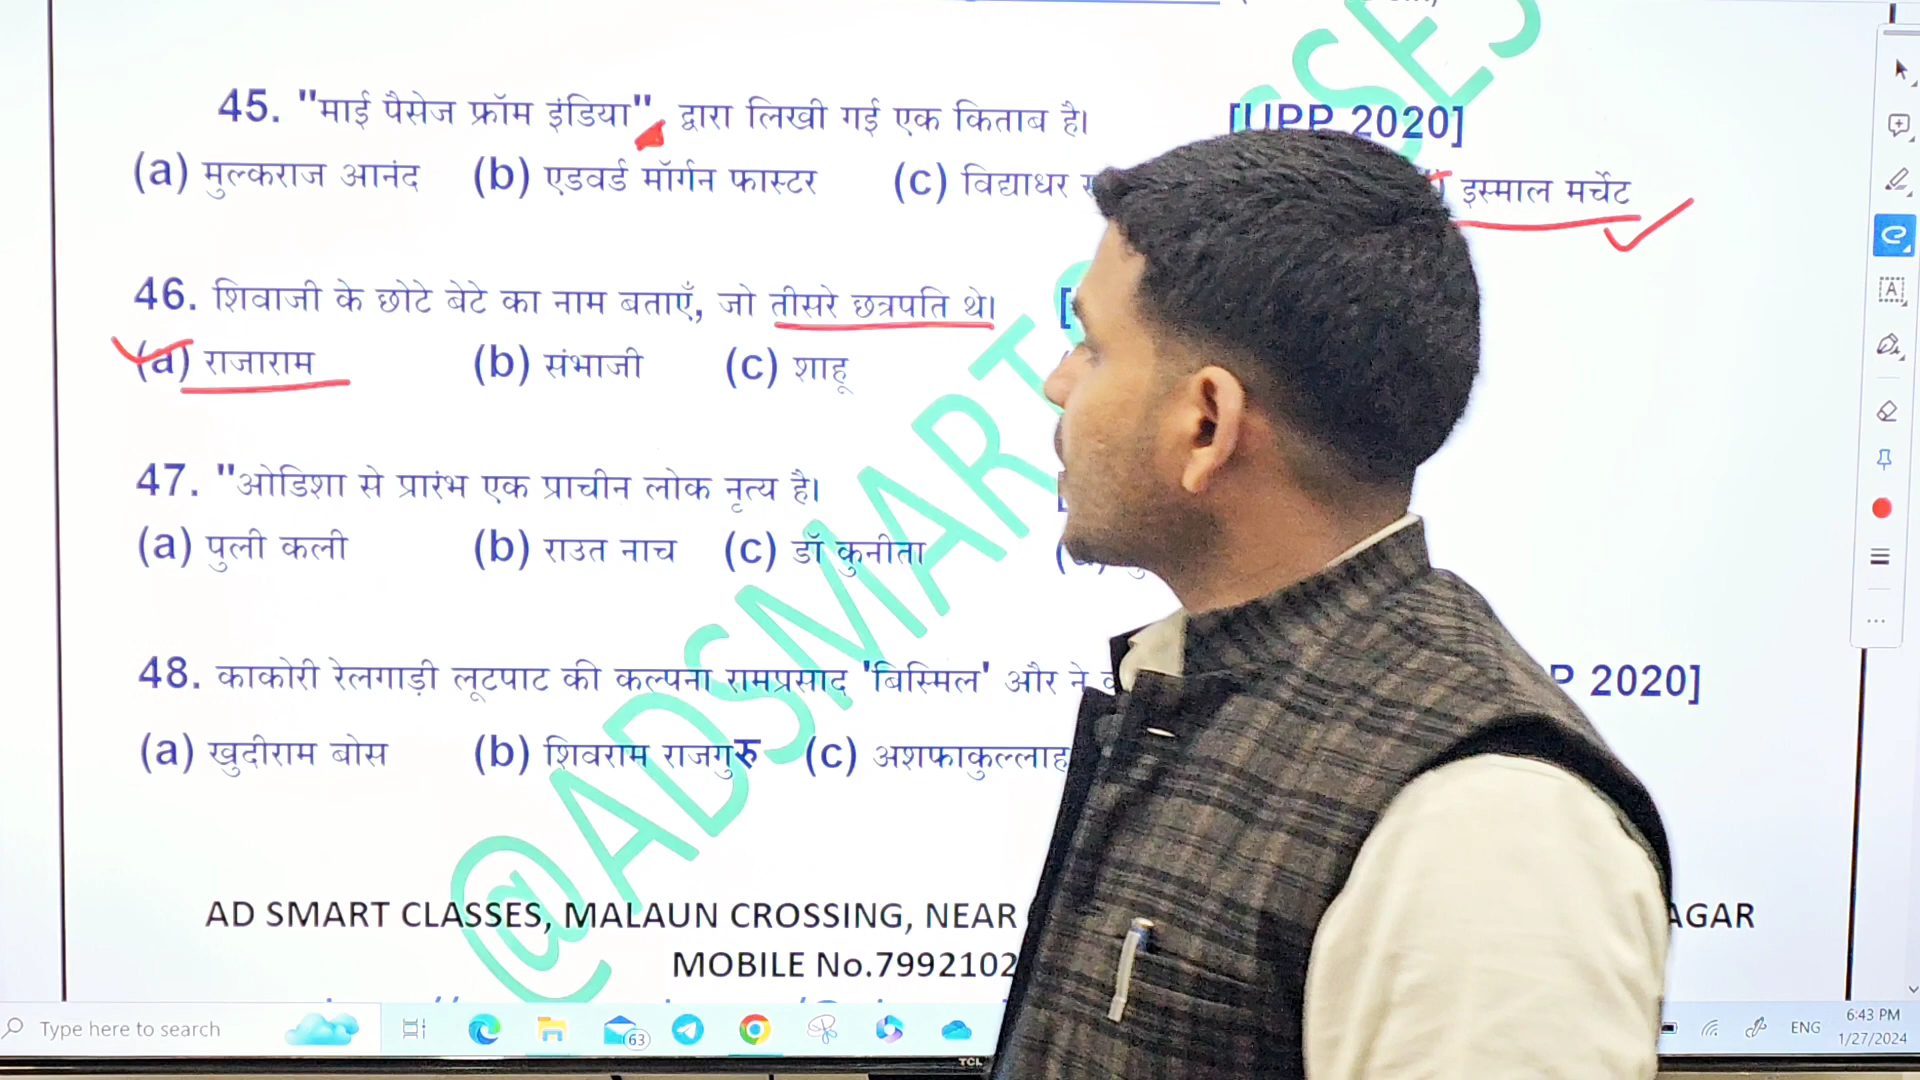 45. "माई पैसेज फ्रॉम इंडिया", द्वारा लिखी गई एक किताब है। [UPP 2020]
(a) मुल्कराज आनंद (b) एडवर्ड मॉर्गन फास्टर (c) विद्याधर इस्माल मर्चेट
46. शिवाजी के छोटे बेटे का नाम बताएँ, जो तीसरे छत्रपति थे। [
(a) राजाराम (b) संभाजी (c) शाहू
47. "ओडिशा से प्रारंभ एक प्राचीन लोक नृत्य है।
(a) पुली कली (b) राउत नाच (c) डॉ कुनीता
48. काकोरी रेलगाड़ी लूटपाट की कल्पना रामप्रसाद 'बिस्मिल' और ने P 2020]
(a) खुदीराम बोस (b) शिवराम राजगुरु (c) अशफाकुल्लाह
@ADSMART SSES
AD SMART CLASSES, MALAUN CROSSING, NEAR AGAR
MOBILE No.7992102
Type here to search 63 ENG 6:43 PM
1/27/2024
TCL